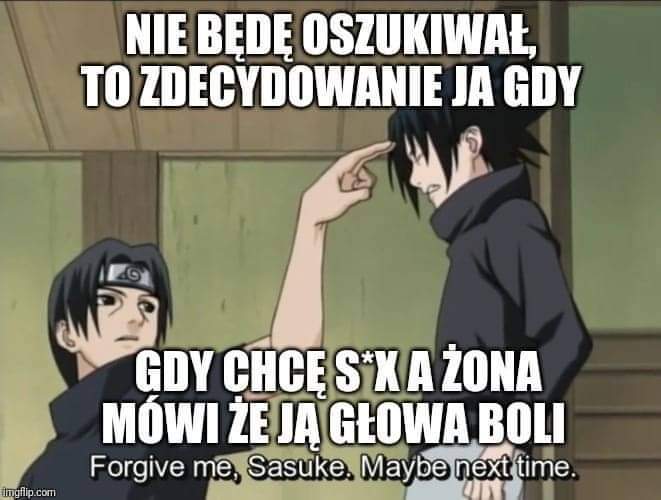 NIE BĘDĘ OSZUKIWAŁ,
TO ZDECYDOWANIE JA GDY
GDY CHCĘ S*X A ŻONA
MÓWI ŻE JĄ GŁOWA BOLI
Forgive me, Sasuke. Maybe next time.
imgflip.com